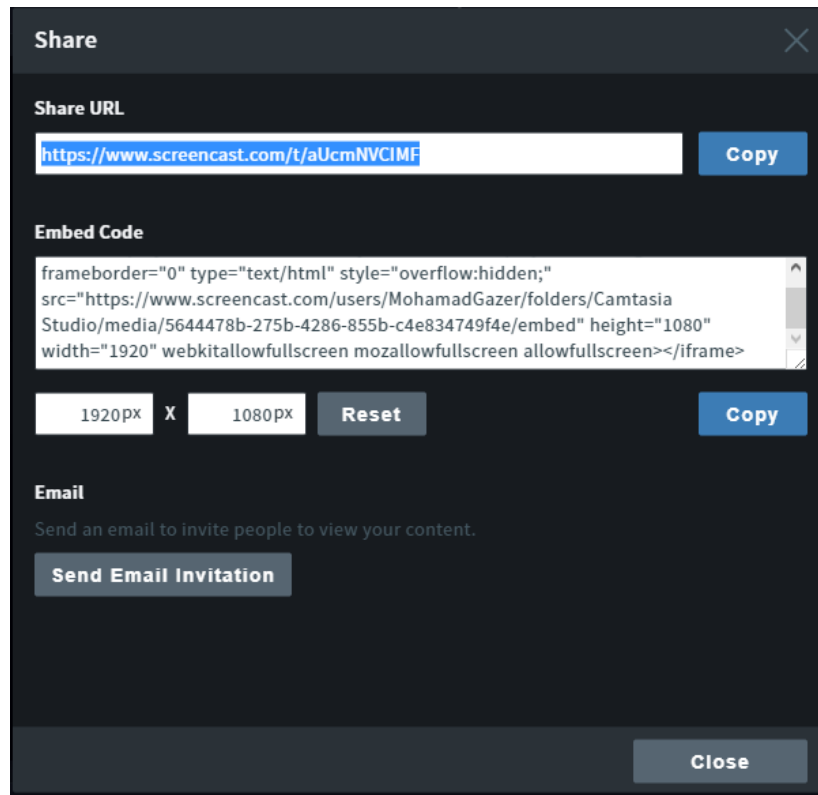 Share
Share URL
https://www.screencast.com/t/aUcmNVCIMF
Copy
Embed Code
frameborder="0" type="text/html" style="overflow:hidden;"
src="https://www.screencast.com/users/MohamadGazer/folders/Camtasia
Studio/media/5644478b-275b-4286-855b-c4e834749f4e/embed" height="1080"
width="1920" webkitallowfullscreen mozallowfullscreen allowfullscreen></iframe>
1920px X 1080px Reset Copy
Email
Send an email to invite people to view your content.
Send Email Invitation
Close